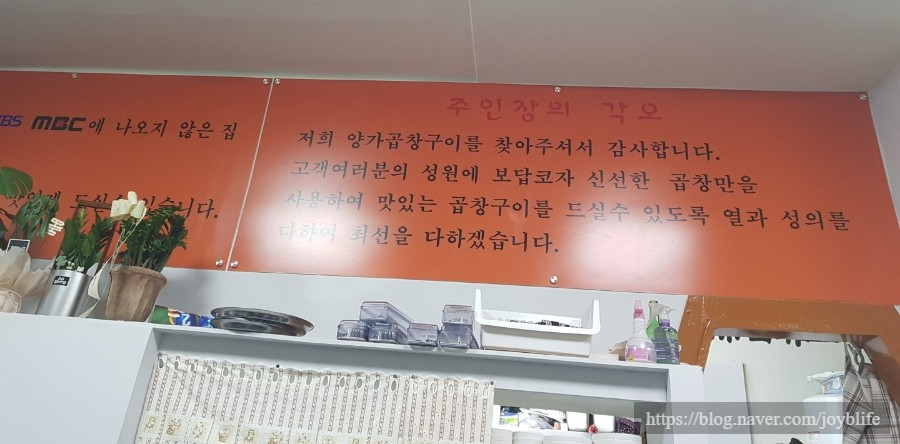 MBC에 나오지 않은 집
주인장의 각오
저희 양가곱창구이를 찾아주셔서 감사합니다.
고객여러분의 성원에 보답코자 신선한 곱창만을
사용하여 맛있는 곱창구이를 드실수 있도록 열과 성의를
다하여 최선을 다하겠습니다.
https://blog.naver.com/joyblife